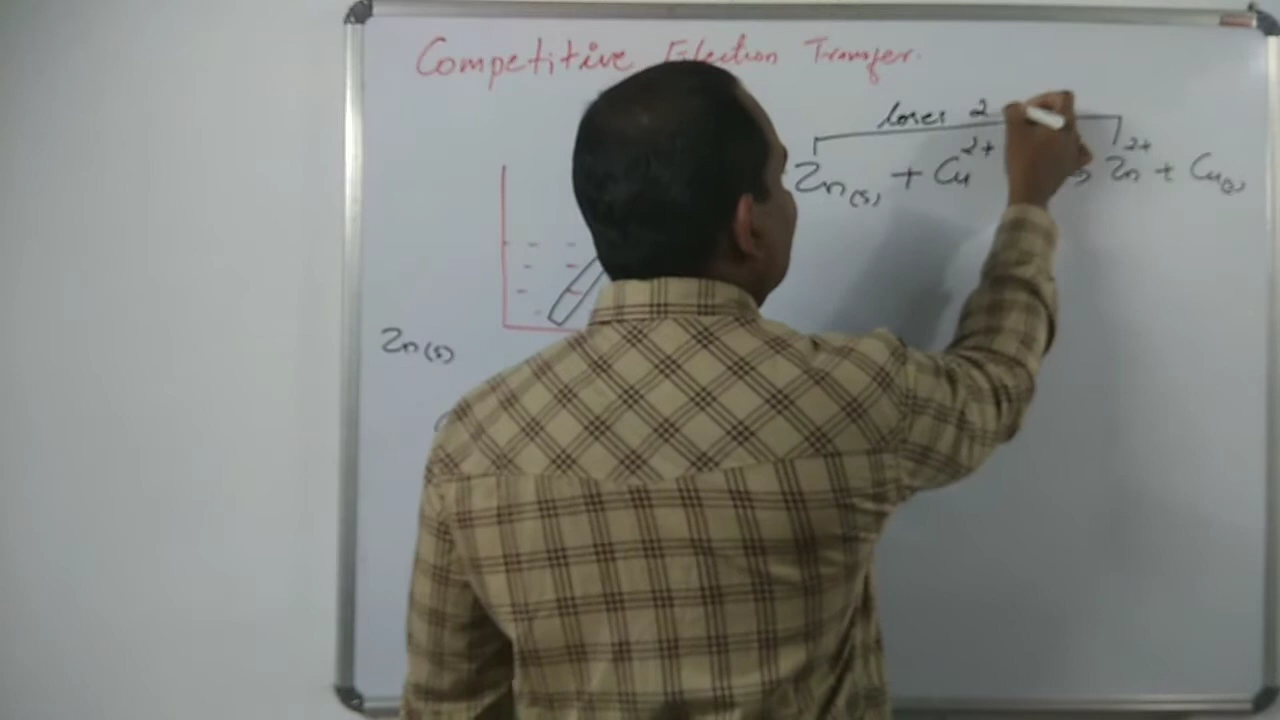 Competitive Electron Transfer.
loses 2
Zn(s) + Cu²⁺ Zn²⁺ + Cu(s)
Zn(s)